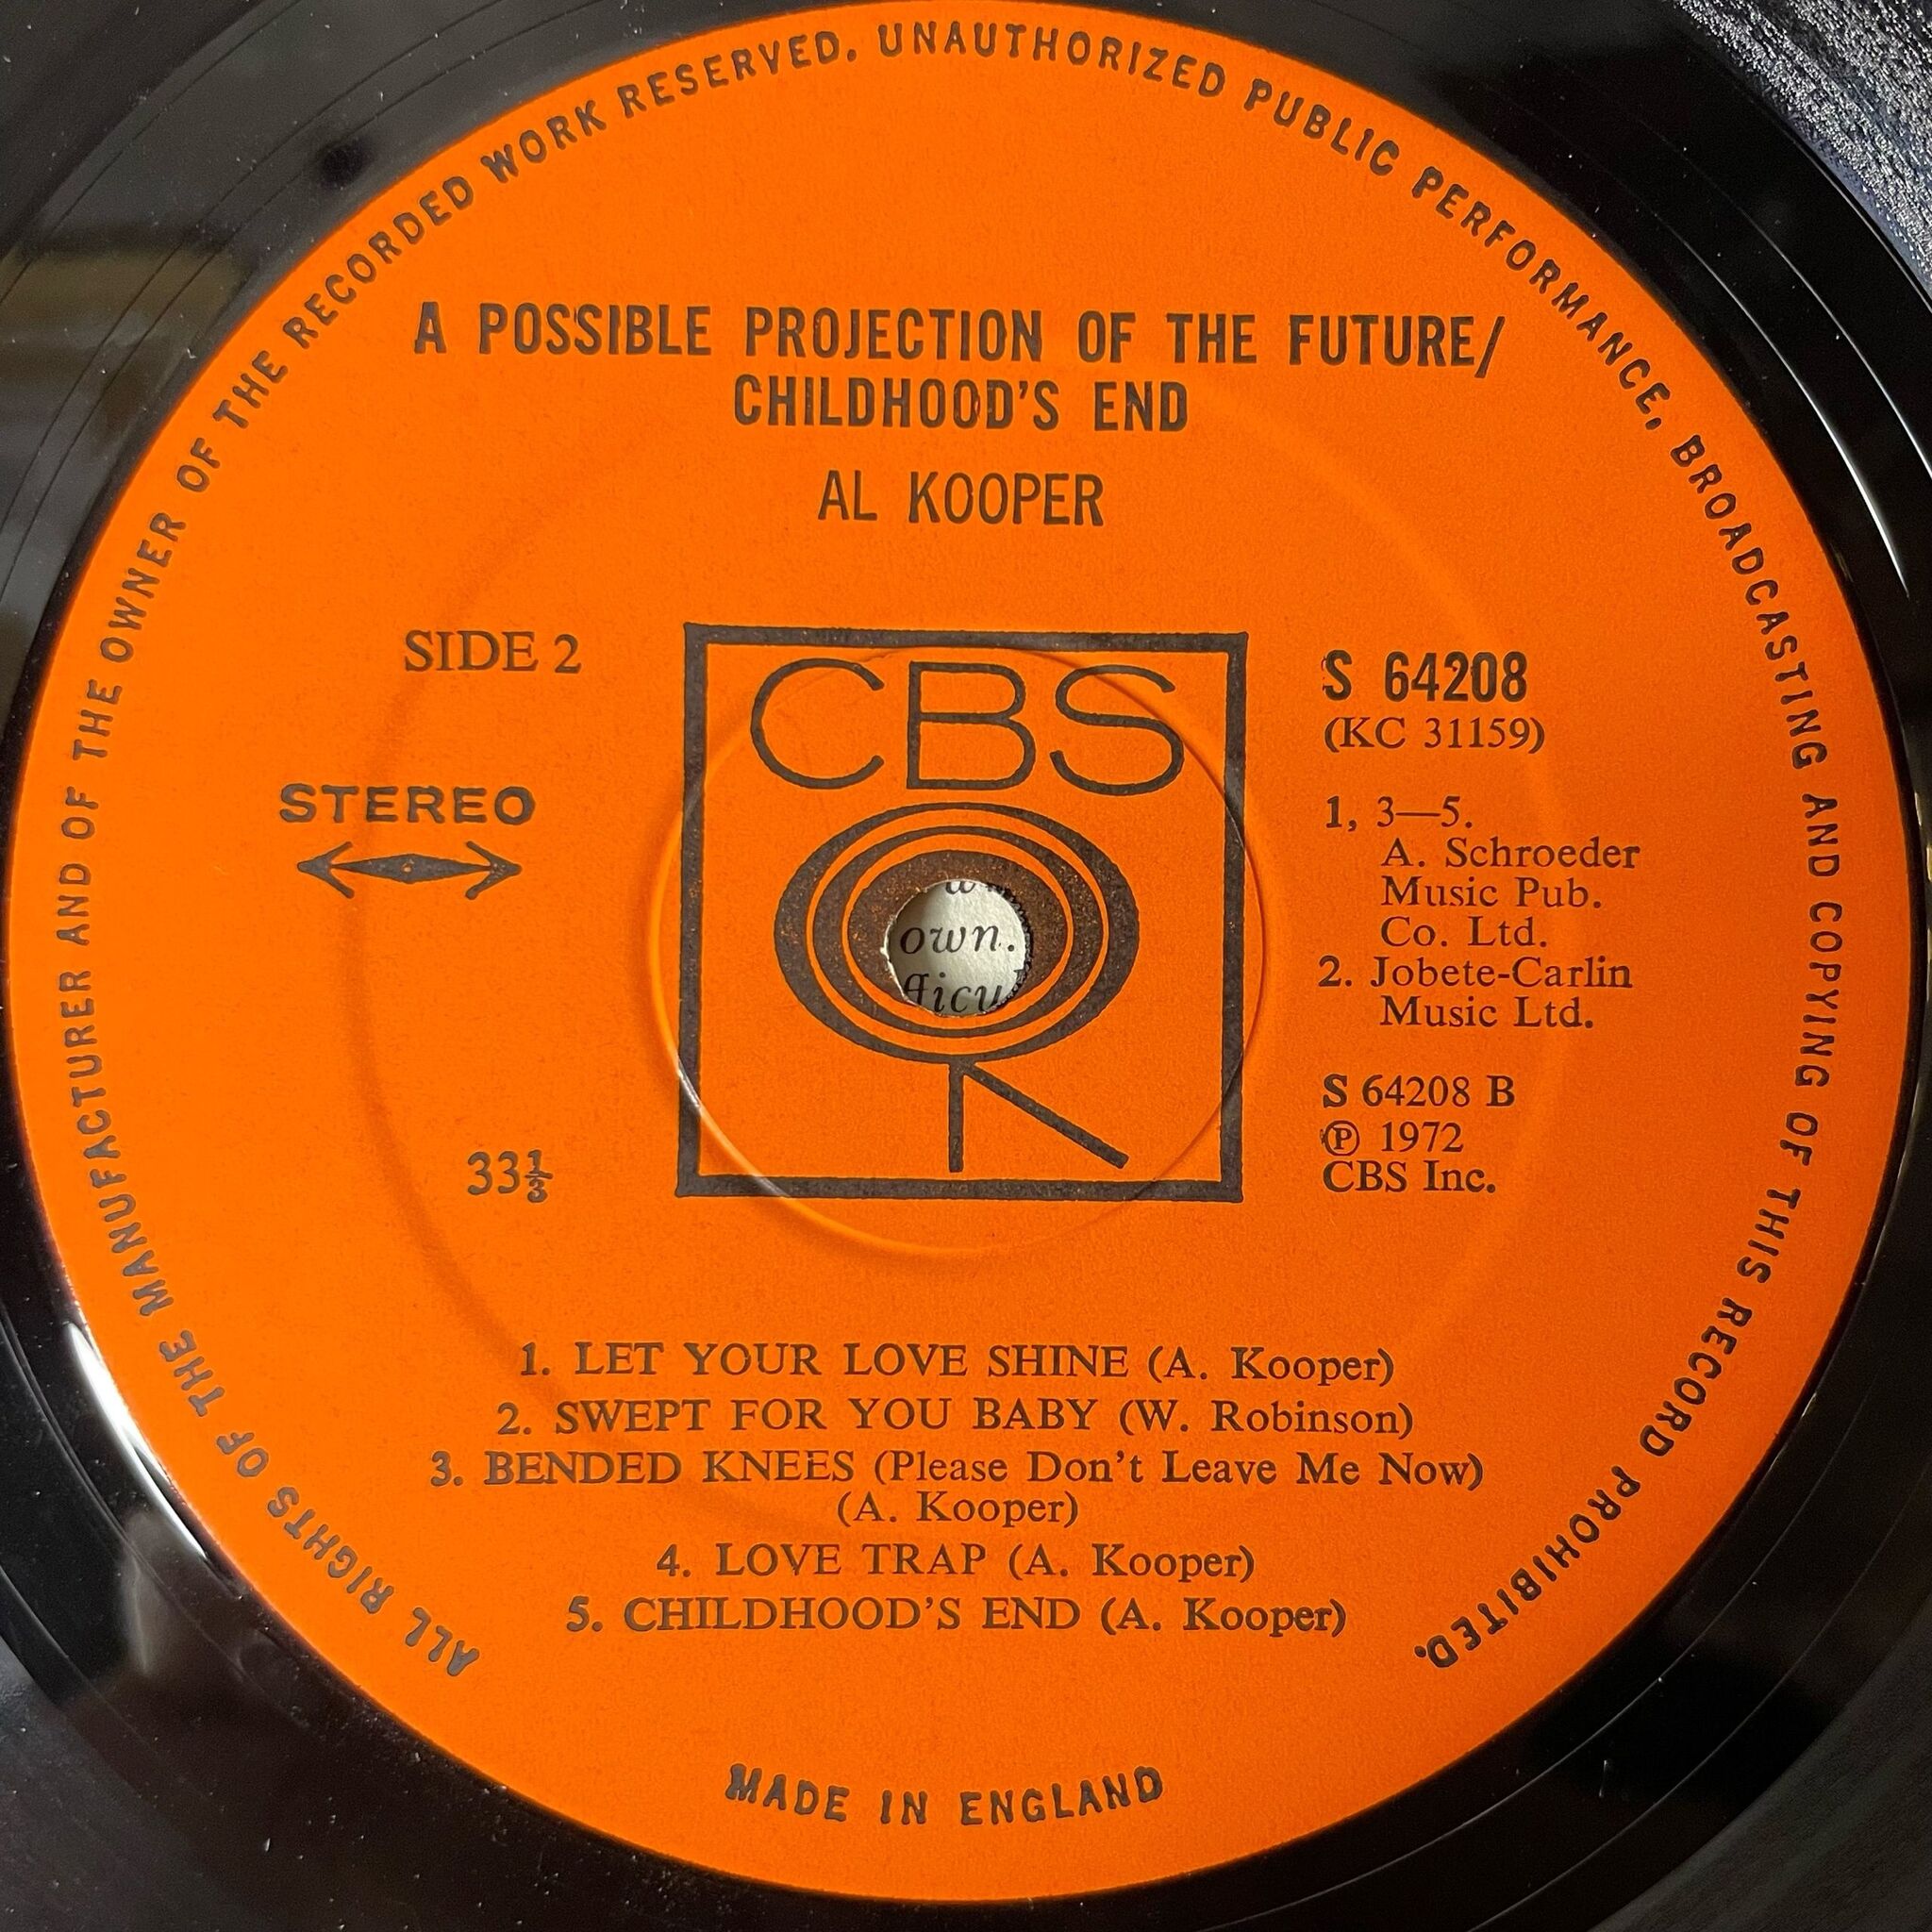 ALL RIGHTS OF THE MANUFACTURER AND OF THE OWNER OF THE RECORDED WORK RESERVED. UNAUTHORIZED PUBLIC PERFORMANCE, BROADCASTING AND COPYING OF THIS RECORD PROHIBITED.
A POSSIBLE PROJECTION OF THE FUTURE/
CHILDHOOD'S END
AL KOOPER
SIDE 2
STEREO
33⅓
CBS
own.
S 64208
(KC 31159)
1, 3—5.
A. Schroeder
Music Pub.
Co. Ltd.
2. Jobete-Carlin
Music Ltd.
S 64208 B
℗ 1972
CBS Inc.
1. LET YOUR LOVE SHINE (A. Kooper)
2. SWEPT FOR YOU BABY (W. Robinson)
3. BENDED KNEES (Please Don't Leave Me Now)
(A. Kooper)
4. LOVE TRAP (A. Kooper)
5. CHILDHOOD'S END (A. Kooper)
MADE IN ENGLAND